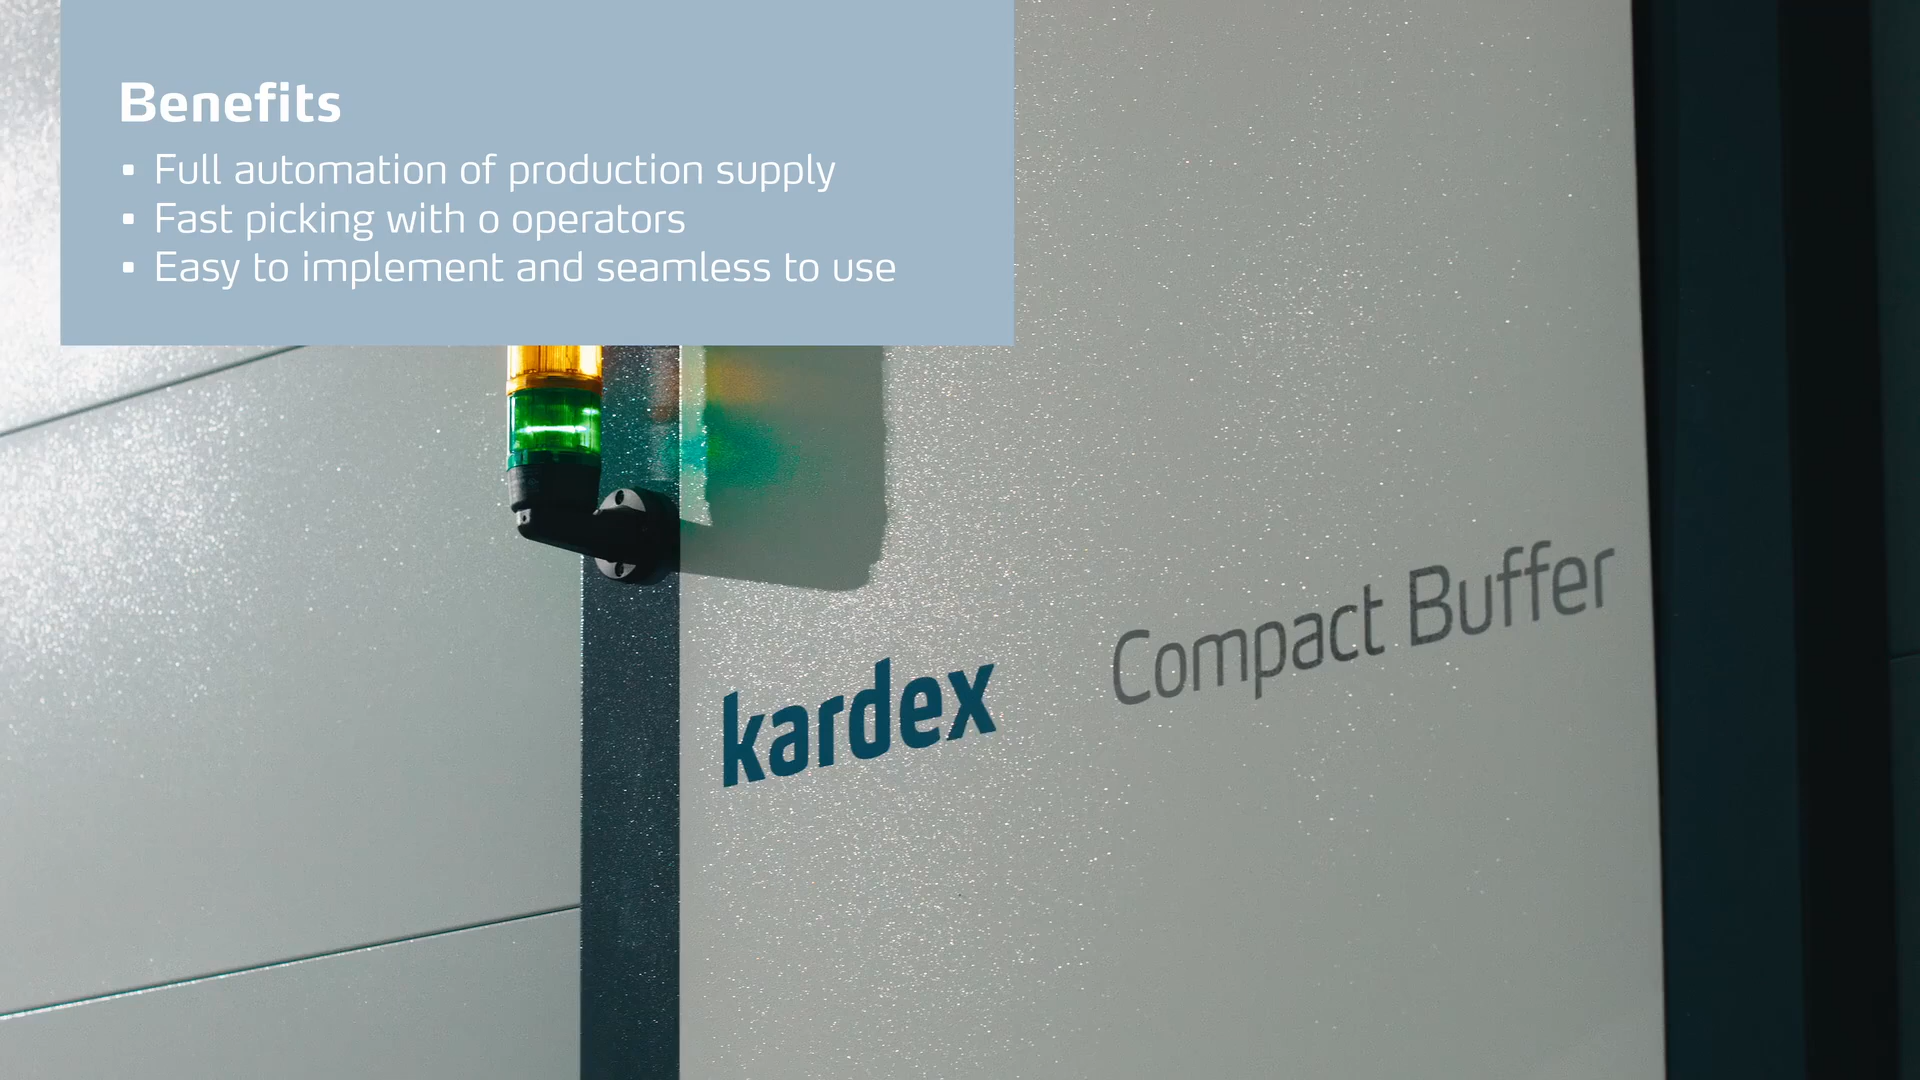 Benefits
▪ Full automation of production supply
▪ Fast picking with 0 operators
▪ Easy to implement and seamless to use
kardex
Compact Buffer